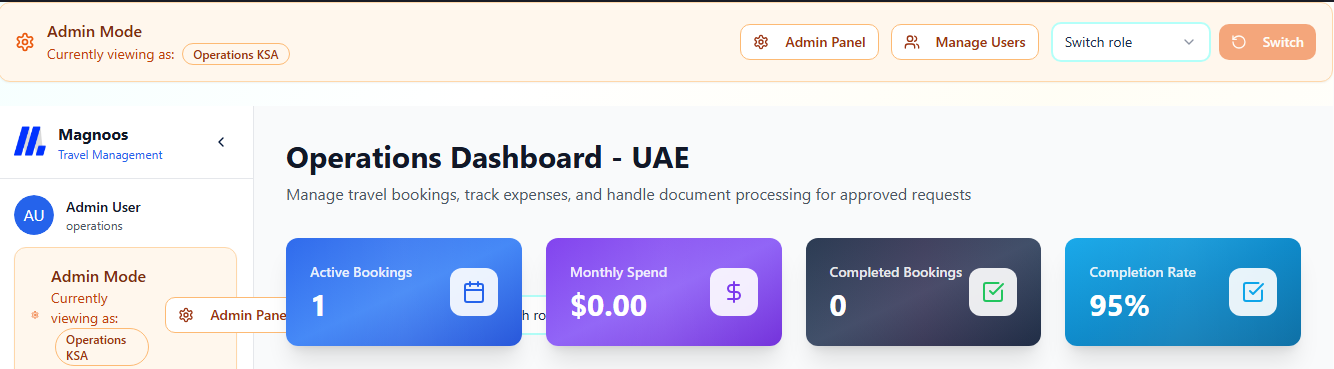 Admin Mode
Currently viewing as: Operations KSA
Admin Panel
Manage Users
Switch role
Switch
Magnoos
Travel Management
AU
Admin User
operations
Admin Mode
Currently
viewing as:
Operations
KSA
Admin Pane
Operations Dashboard - UAE
Manage travel bookings, track expenses, and handle document processing for approved requests
Active Bookings
1
h ro
Monthly Spend
$0.00
Completed Bookings
0
Completion Rate
95%